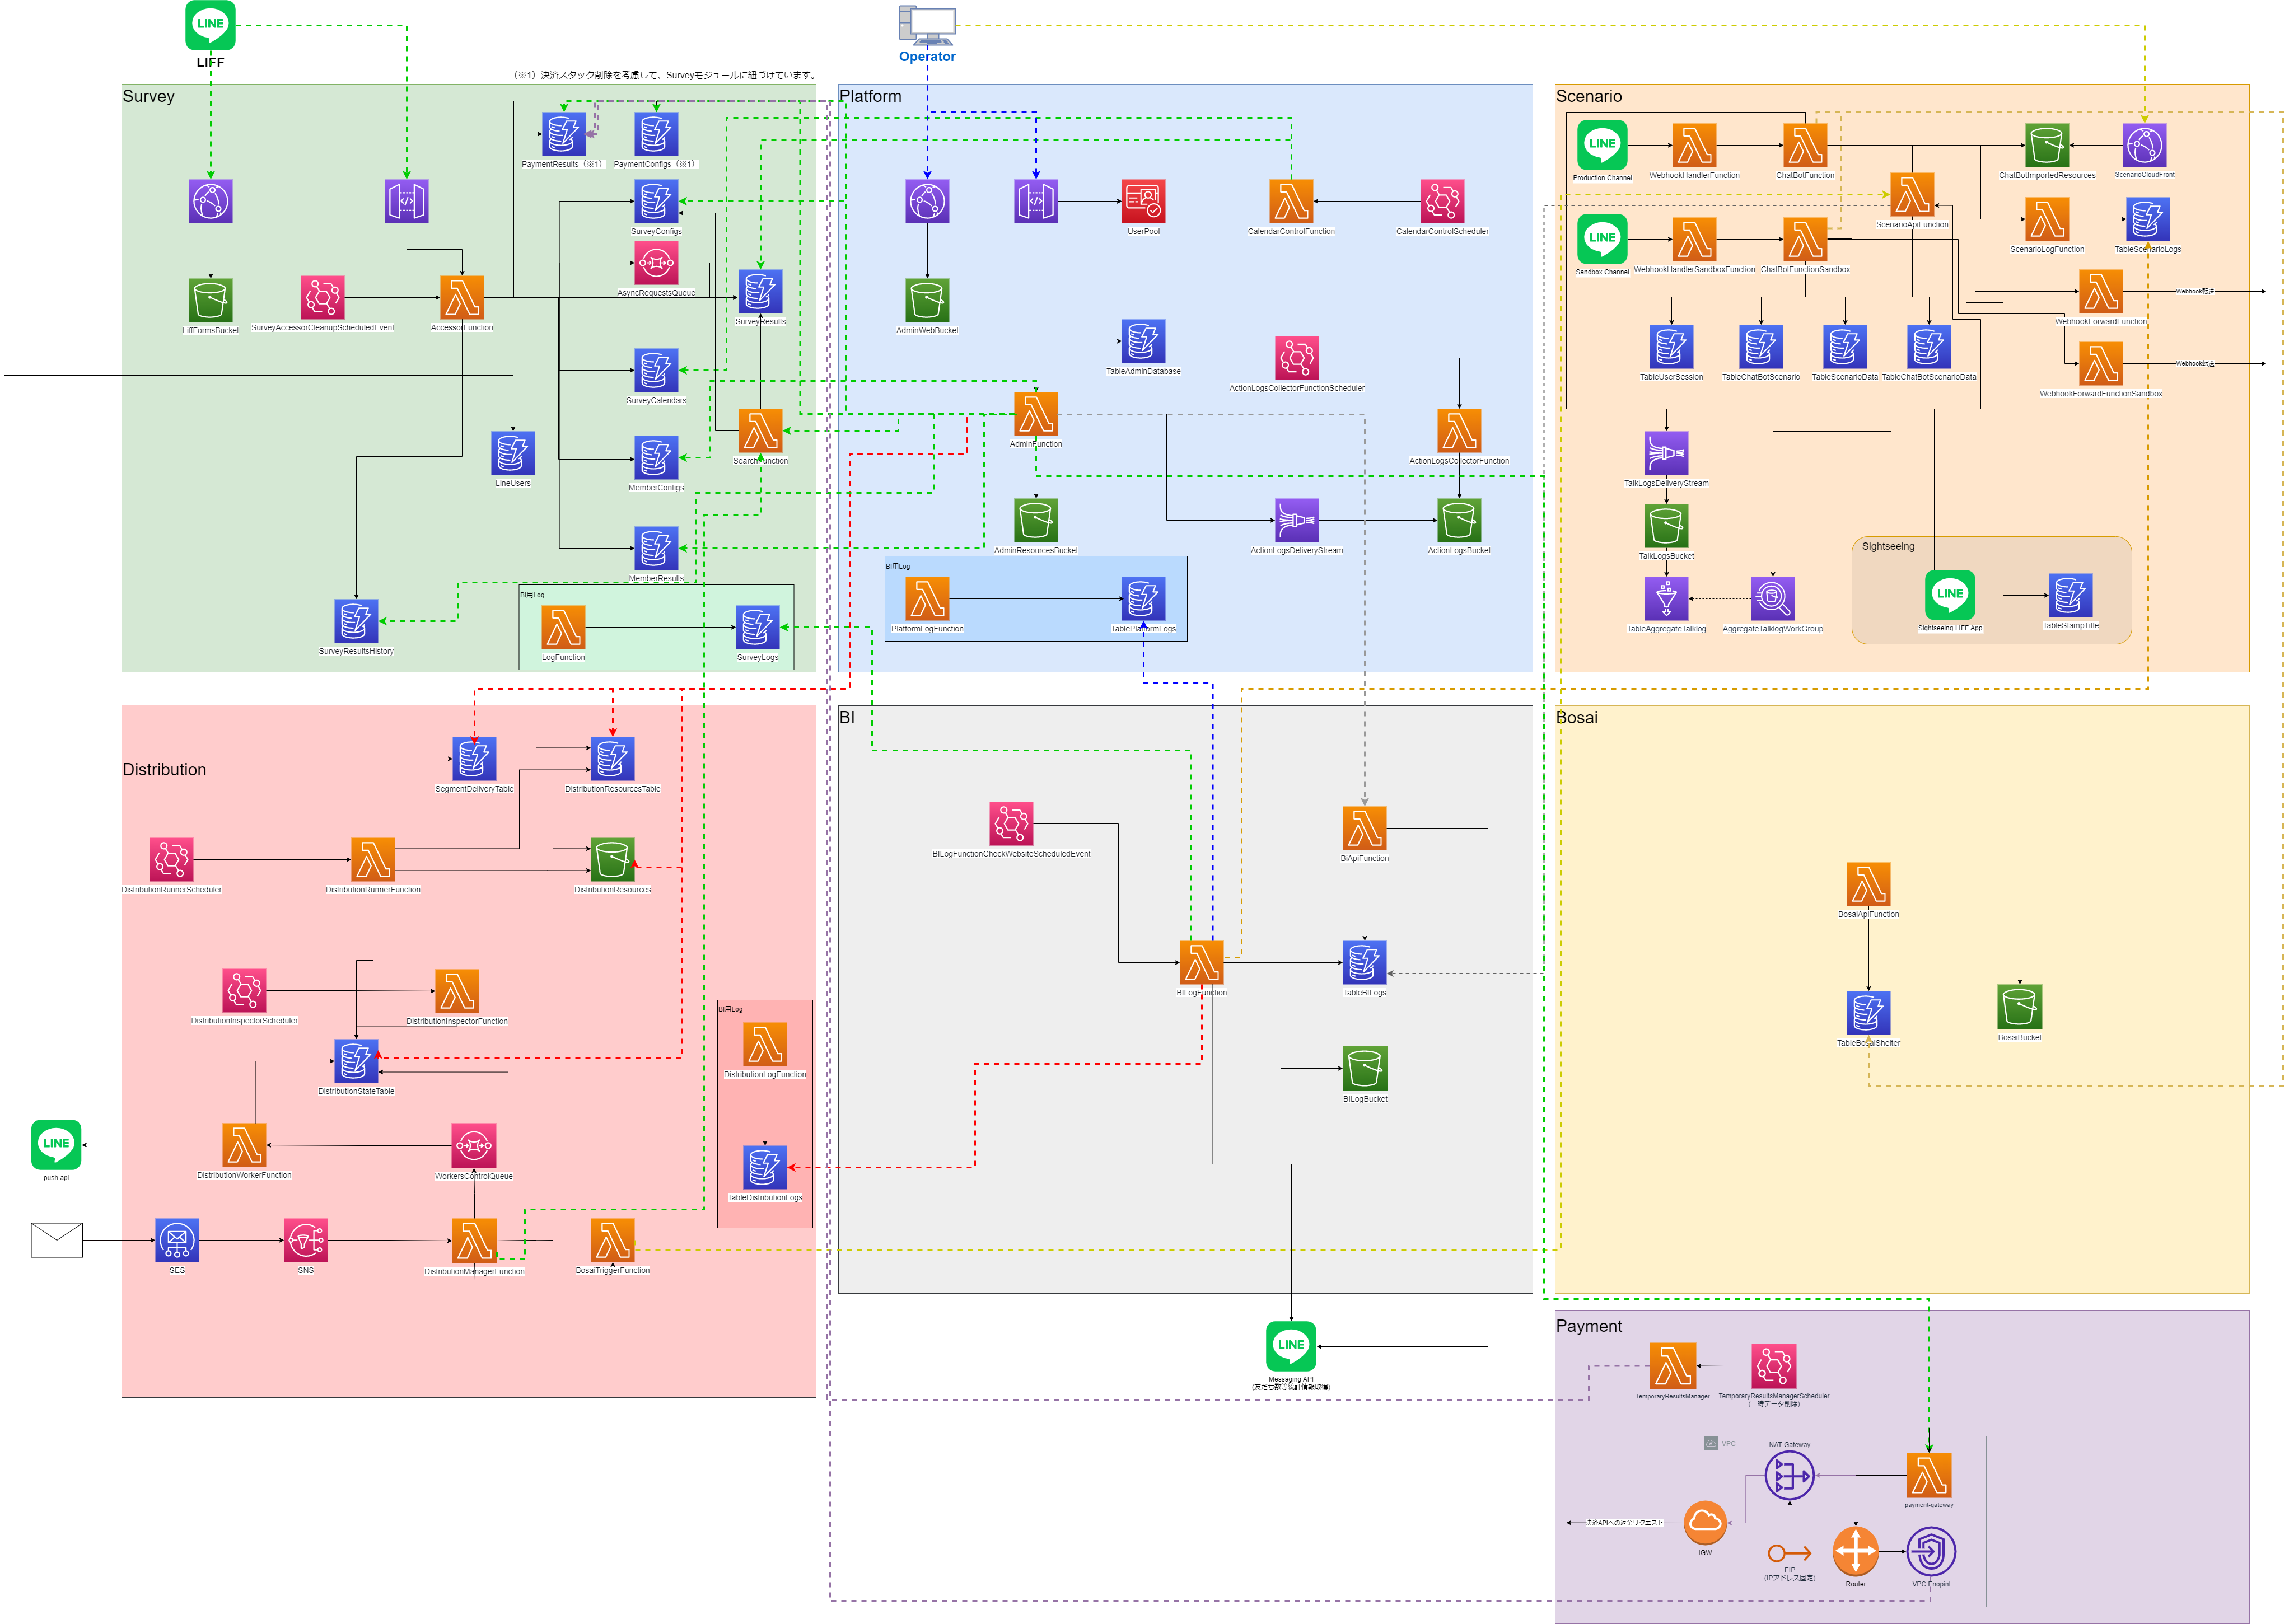 LINE
LIFF
Operator
（※1）決済スタック削除を考慮して、Surveyモジュールに紐づけています。
Survey
PaymentResults（※1）
PaymentConfigs（※1）
SurveyConfigs
AsyncRequestsQueue
SurveyResults
LiffFormsBucket
SurveyAccessorCleanupScheduledEvent
AccessorFunction
SurveyCalendars
LineUsers
MemberConfigs
SearchFunction
MemberResults
SurveyResultsHistory
BI用Log
LogFunction
SurveyLogs
Platform
UserPool
CalendarControlFunction
CalendarControlScheduler
AdminWebBucket
TableAdminDatabase
ActionLogsCollectorFunctionScheduler
AdminFunction
ActionLogsCollectorFunction
AdminResourcesBucket
ActionLogsDeliveryStream
ActionLogsBucket
BI用Log
PlatformLogFunction
TablePlatformLogs
Scenario
LINE
Production Channel
WebhookHandlerFunction
ChatBotFunction
ChatBotImportedResources
ScenarioCloudFront
ScenarioApiFunction
LINE
Sandbox Channel
WebhookHandlerSandboxFunction
ChatBotFunctionSandbox
ScenarioLogFunction
TableScenarioLogs
WebhookForwardFunction
Webhook転送
TableUserSession
TableChatBotScenario
TableScenarioData
TableChatBotScenarioData
WebhookForwardFunctionSandbox
Webhook転送
TalkLogsDeliveryStream
TalkLogsBucket
TableAggregateTalklog
AggregateTalklogWorkGroup
Sightseeing
LINE
Sightseeing LIFF App
TableStampTitle
Distribution
SegmentDeliveryTable
DistributionResourcesTable
DistributionRunnerScheduler
DistributionRunnerFunction
DistributionResources
DistributionInspectorScheduler
DistributionInspectorFunction
DistributionStateTable
BI用Log
DistributionLogFunction
TableDistributionLogs
LINE
push api
DistributionWorkerFunction
WorkersControlQueue
SES
SNS
DistributionManagerFunction
BosaiTriggerFunction
BI
BILogFunctionCheckWebsiteScheduledEvent
BiApiFunction
BILogFunction
TableBILogs
BILogBucket
LINE
Messaging API
(友だち数等統計情報取得)
Bosai
BosaiApiFunction
TableBosaiShelter
BosaiBucket
Payment
TemporaryResultsManager
TemporaryResultsManagerScheduler
(一時データ削除)
VPC
NAT Gateway
payment-gateway
決済APIへの送金リクエスト
IGW
EIP
(IPアドレス固定)
Router
VPC Enopint